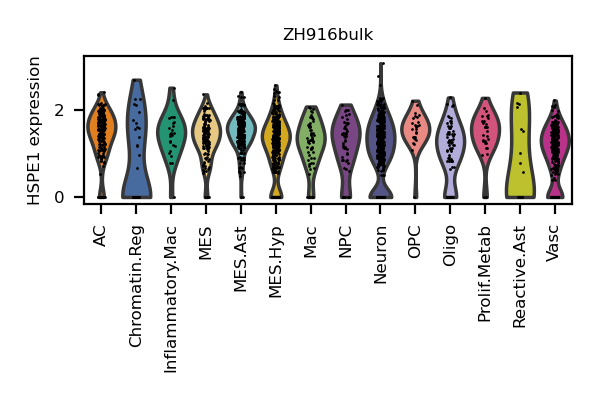 ZH916bulk
HSPE1 expression
2
0
AC
Chromatin.Reg
Inflammatory.Mac
MES
MES.Ast
MES.Hyp
Mac
NPC
Neuron
OPC
Oligo
Prolif.Metab
Reactive.Ast
Vasc